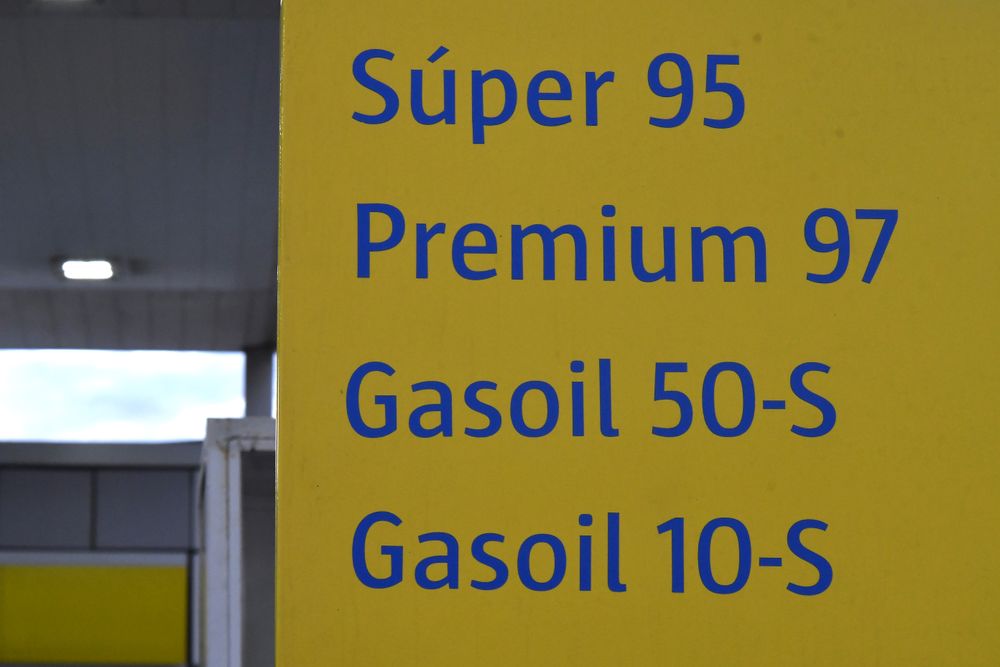 Súper 95
Premium 97
Gasoil 50-S
Gasoil 10-S